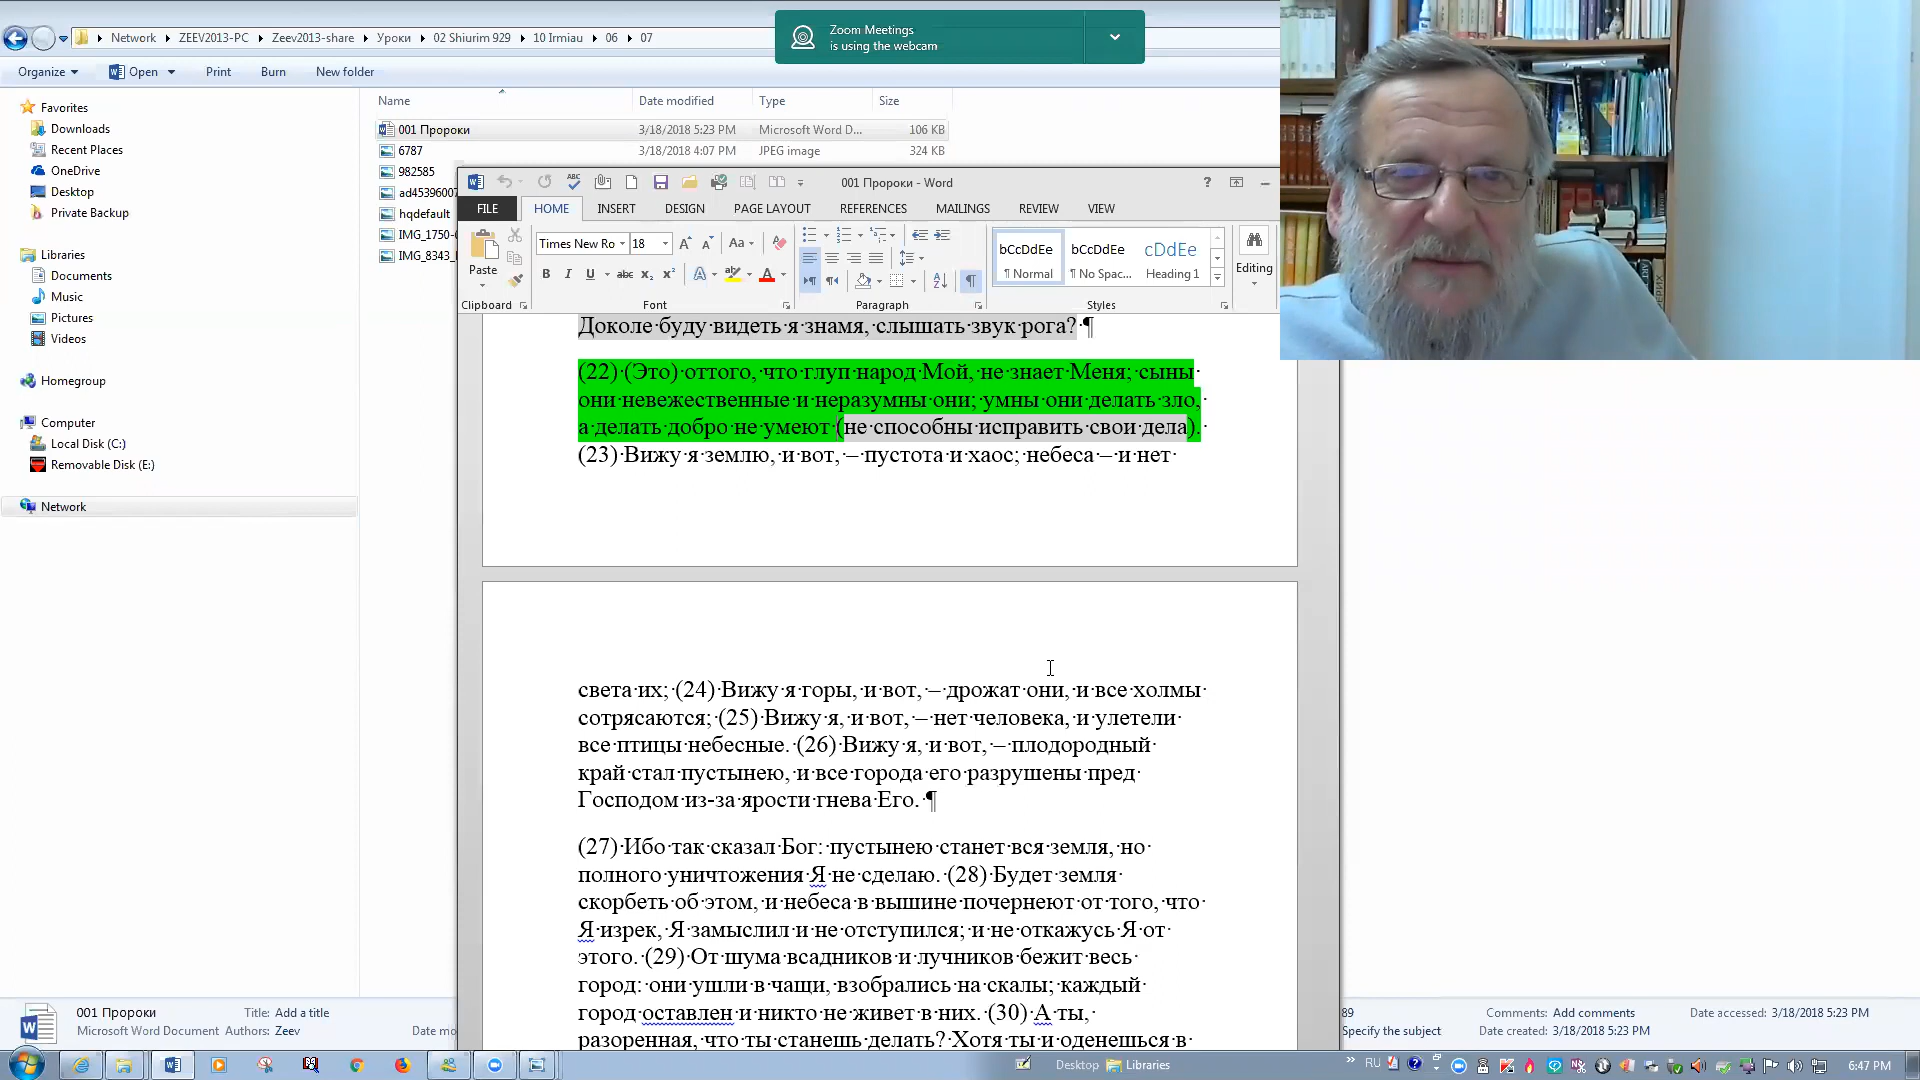 Zoom Meetings
is using the webcam
Network ZEEV2013-PC Zeev2013-share Уроки 02 Shiurim 929 10 Irmiau 06 07
Organize Open Print Burn New folder
Favorites
Downloads
Recent Places
OneDrive
Desktop
Private Backup
Libraries
Documents
Music
Pictures
Videos
Homegroup
Computer
Local Disk (C:)
Removable Disk (E:)
Network
Name Date modified Type Size
001 Пророки 3/18/2018 5:23 PM Microsoft Word D... 106 KB
6787 3/18/2018 4:07 PM JPEG image 324 KB
982585
ad45396007
hqdefault
IMG_1750-
IMG_8343_
001 Пророки - Word
FILE HOME INSERT DESIGN PAGE LAYOUT REFERENCES MAILINGS REVIEW VIEW
Paste
Times New Ro 18
bCcDdEe bCcDdEe cDdEe
¶ Normal ¶ No Spac... Heading 1
Editing
Clipboard Font Paragraph Styles
Доколе буду видеть я знамя, слышать звук рога? ¶
(22) (Это) оттого, что глуп народ Мой, не знает Меня; сыны
они невежественные и неразумны они; умны они делать зло,
а делать добро не умеют (не способны исправить свои дела).
(23) Вижу я землю, и вот, – пустота и хаос; небеса – и нет
света их; (24) Вижу я горы, и вот, – дрожат они, и все холмы
сотрясаются; (25) Вижу я, и вот, – нет человека, и улетели
все птицы небесные. (26) Вижу я, и вот, – плодородный
край стал пустынею, и все города его разрушены пред
Господом из-за ярости гнева Его. ¶
(27) Ибо так сказал Бог: пустынею станет вся земля, но
полного уничтожения Я не сделаю. (28) Будет земля
скорбеть об этом, и небеса в вышине почернеют от того, что
Я изрек, Я замыслил и не отступился; и не откажусь Я от
этого. (29) От шума всадников и лучников бежит весь
город: они ушли в чащи, взобрались на скалы; каждый
город оставлен и никто не живет в них. (30) А ты,
разоренная, что ты станешь делать? Хотя ты и оденешься в
001 Пророки Title: Add a title
Microsoft Word Document Authors: Zeev Date mo
89 Comments: Add comments Date accessed: 3/18/2018 5:23 PM
Specify the subject Date created: 3/18/2018 5:23 PM
Desktop Libraries RU 6:47 PM